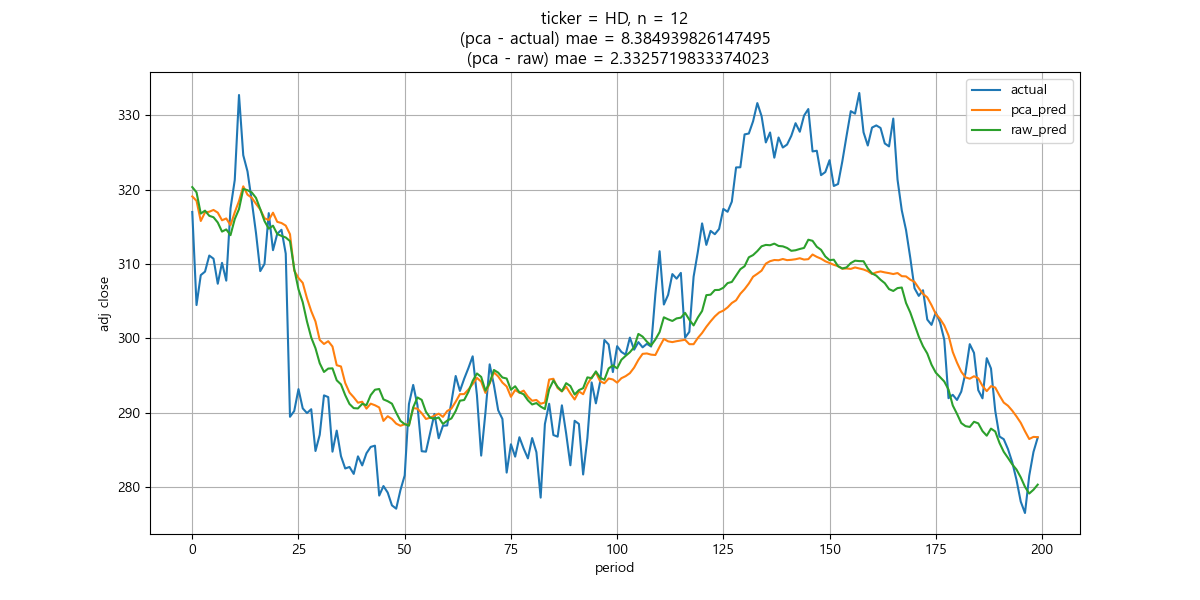 ticker = HD, n = 12
(pca - actual) mae = 8.384939826147495
(pca - raw) mae = 2.3325719833374023
actual
pca_pred
raw_pred
adj close
330
320
310
300
290
280
0 25 50 75 100 125 150 175 200
period